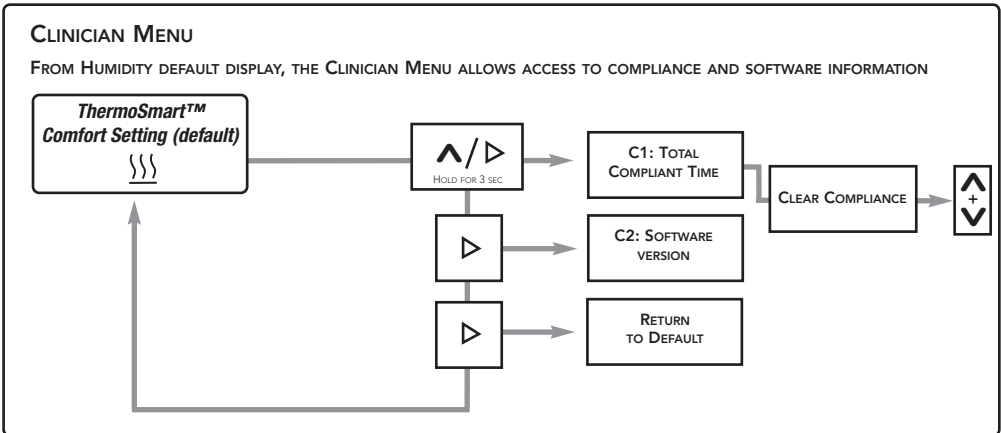 Clinician Menu
From Humidity default display, the Clinician Menu allows access to compliance and software information
ThermoSmart™
Comfort Setting (default)
∧/▷
Hold for 3 sec
C1: Total
Compliant Time
Clear Compliance
∧
+
∨
▷
C2: Software
version
▷
Return
to Default